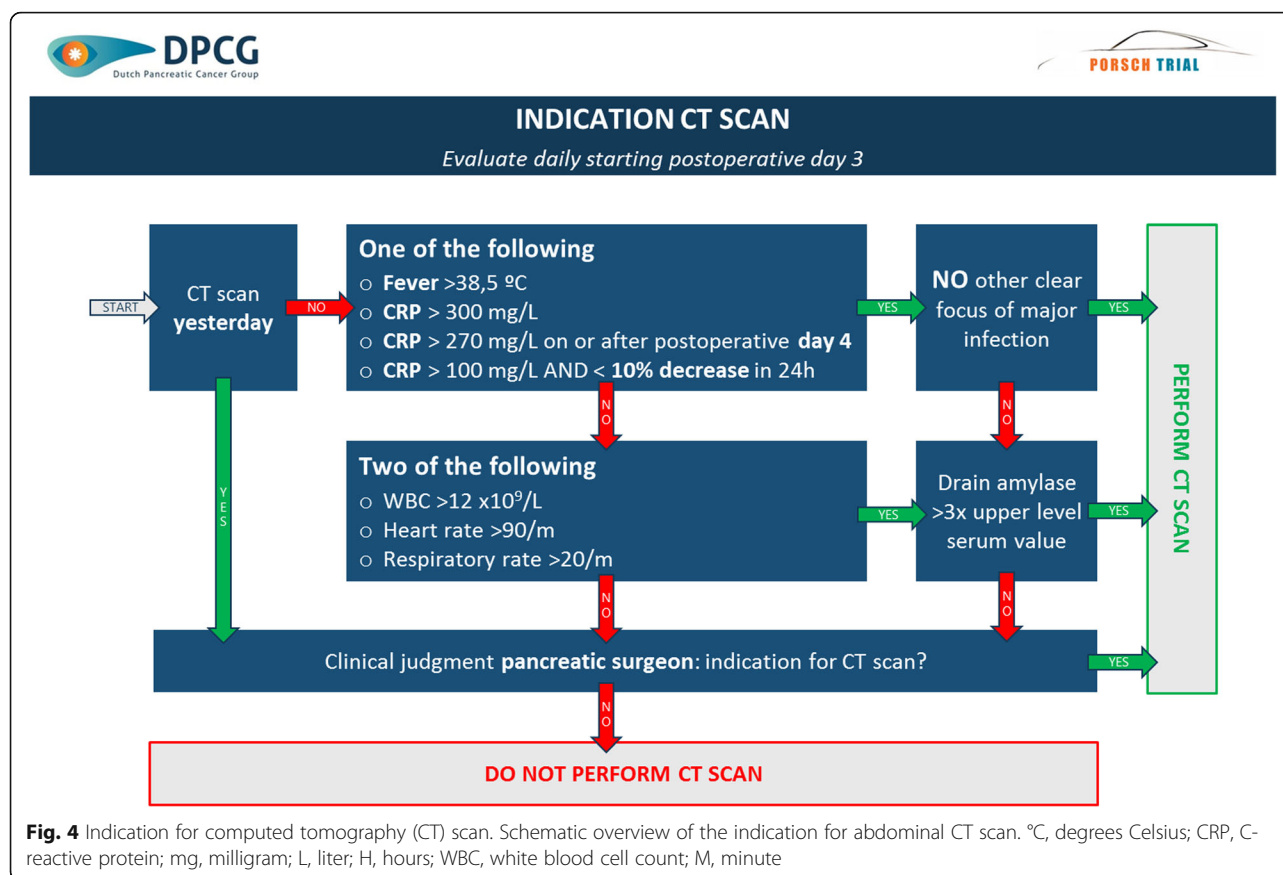 DPCG
Dutch Pancreatic Cancer Group
PORSCH TRIAL
INDICATION CT SCAN
Evaluate daily starting postoperative day 3
START
CT scan
yesterday
NO
One of the following
o Fever >38,5 ºC
o CRP > 300 mg/L
o CRP > 270 mg/L on or after postoperative day 4
o CRP > 100 mg/L AND < 10% decrease in 24h
YES
NO other clear
focus of major
infection
YES
PERFORM CT SCAN
YES
NO
NO
Two of the following
o WBC >12 x10⁹/L
o Heart rate >90/m
o Respiratory rate >20/m
YES
Drain amylase
>3x upper level
serum value
YES
NO
NO
Clinical judgment pancreatic surgeon: indication for CT scan?
YES
NO
DO NOT PERFORM CT SCAN
Fig. 4 Indication for computed tomography (CT) scan. Schematic overview of the indication for abdominal CT scan. °C, degrees Celsius; CRP, C-
reactive protein; mg, milligram; L, liter; H, hours; WBC, white blood cell count; M, minute